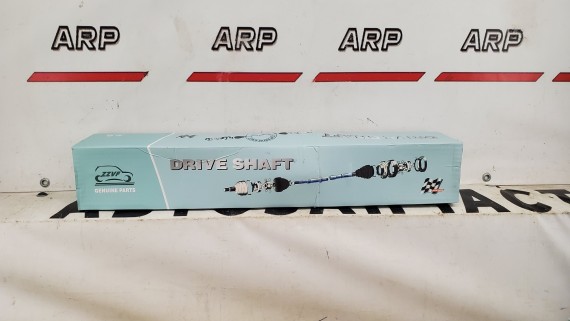 ARP ARP ARP ARP
DRIVE SHAFT
ZZVF
GENUINE PARTS